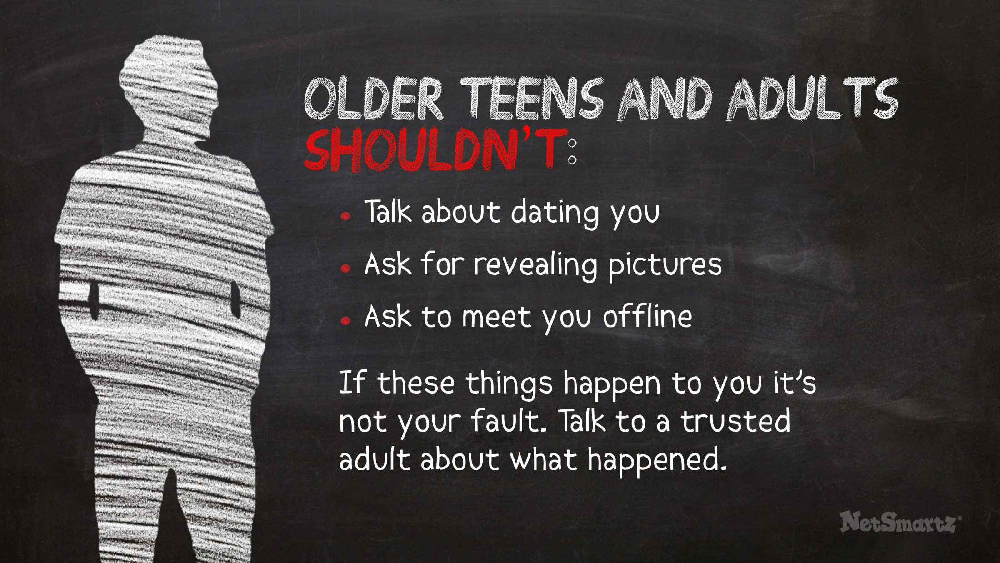 OLDER TEENS AND ADULTS
SHOULDN'T:
• Talk about dating you
• Ask for revealing pictures
• Ask to meet you offline
If these things happen to you it's
not your fault. Talk to a trusted
adult about what happened.
NetSmartz®